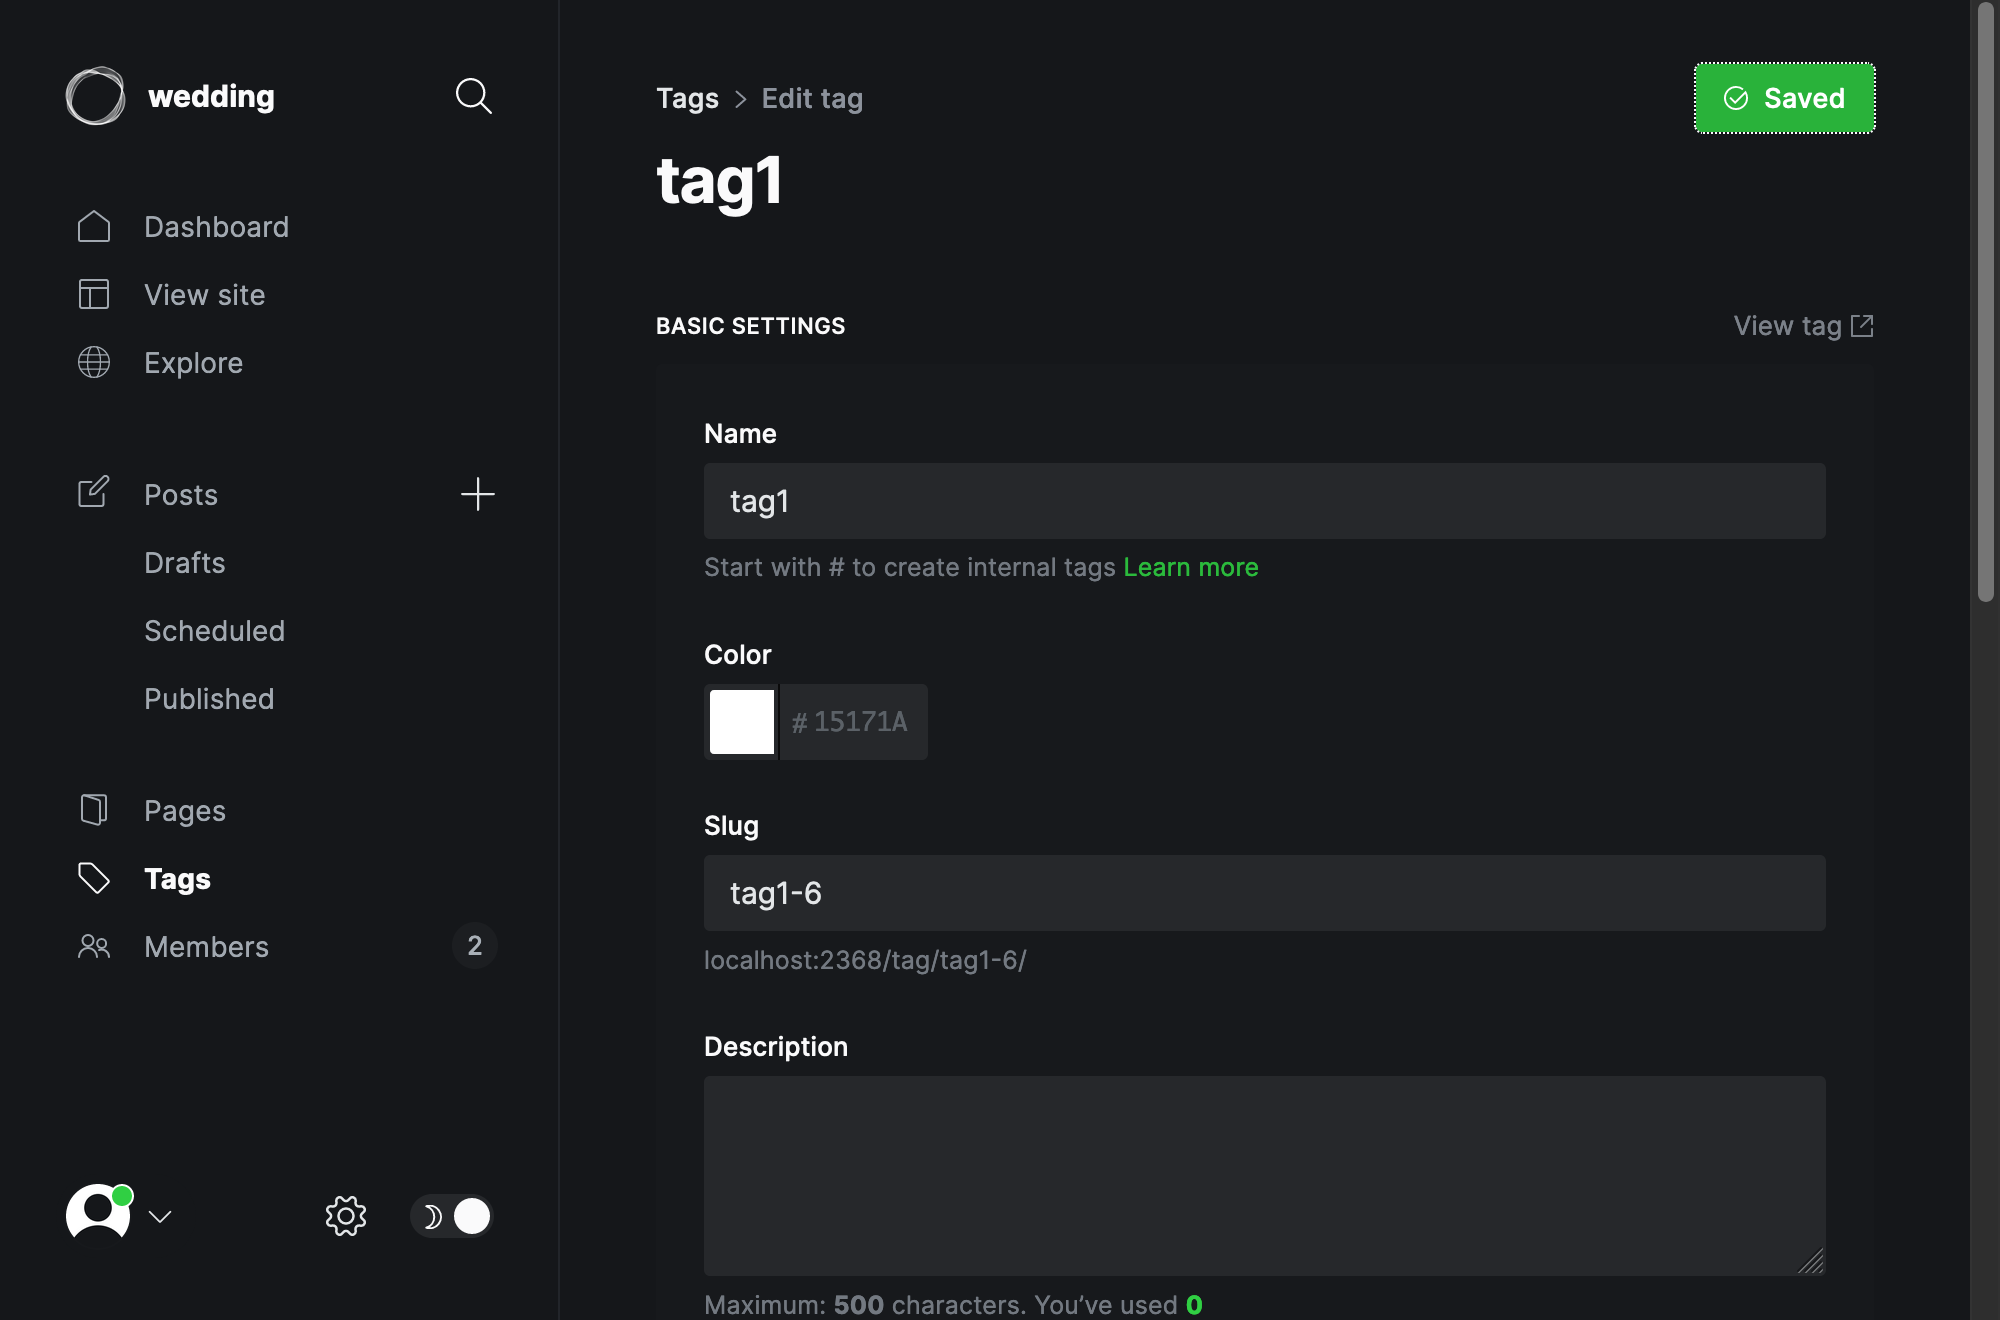 wedding
Dashboard
View site
Explore
Posts
Drafts
Scheduled
Published
Pages
Tags
Members 2
Tags > Edit tag
Saved
tag1
BASIC SETTINGS
View tag
Name
tag1
Start with # to create internal tags Learn more
Color
# 15171A
Slug
tag1-6
localhost:2368/tag/tag1-6/
Description
Maximum: 500 characters. You’ve used 0